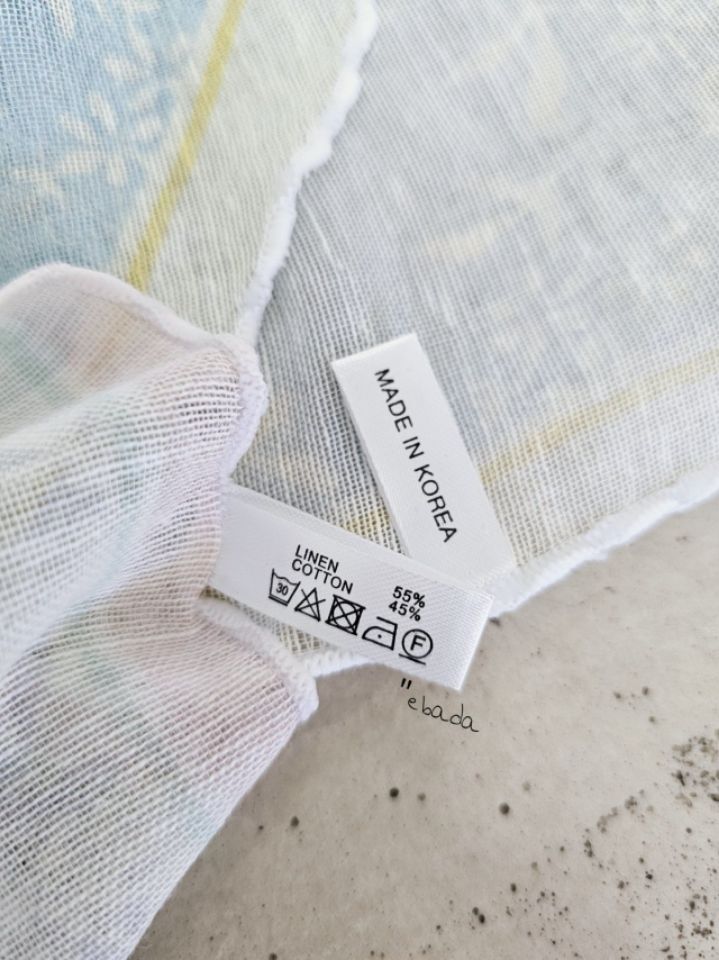 MADE IN KOREA
LINEN 55%
COTTON 45%
30
F
"ebada